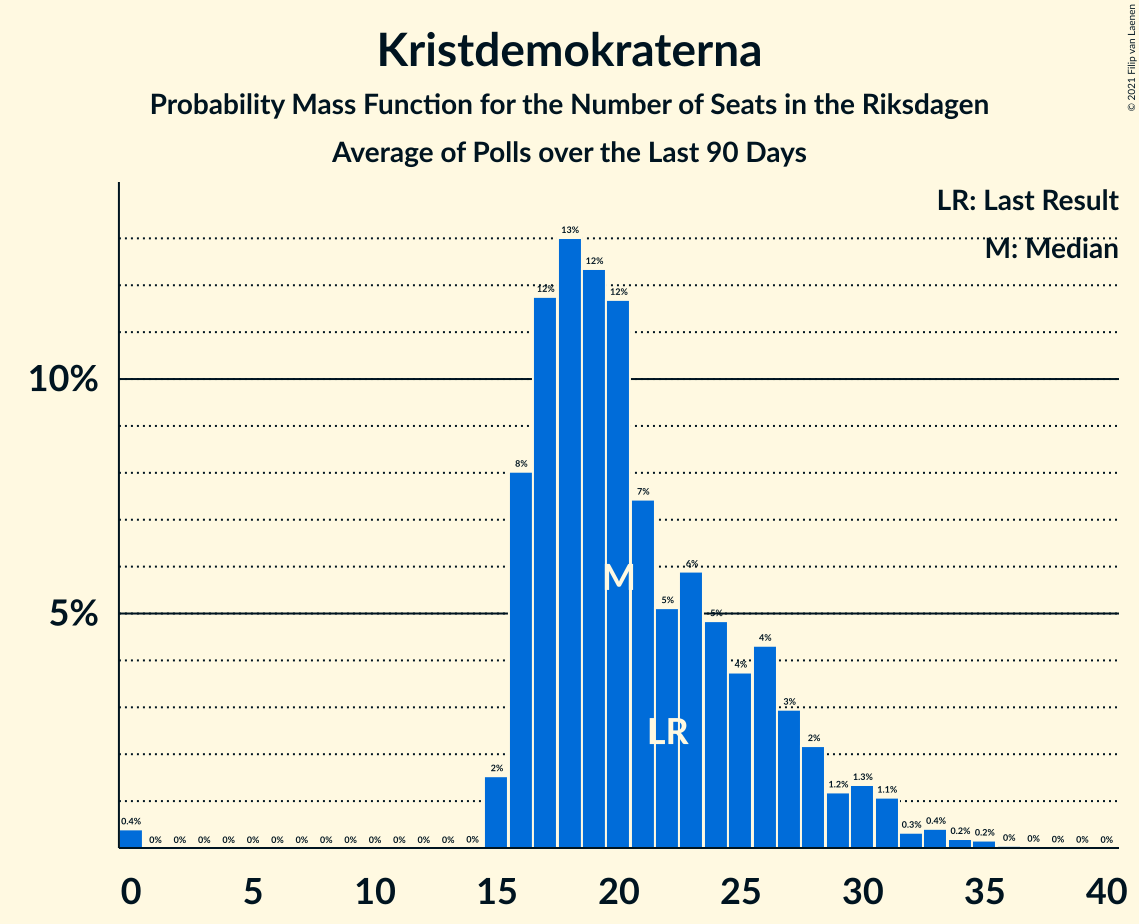 © 2021 Filip van Laenen
Kristdemokraterna
Probability Mass Function for the Number of Seats in the Riksdagen
Average of Polls over the Last 90 Days
LR: Last Result
M: Median
10%
5%
0.4% 0% 0% 0% 0% 0% 0% 0% 0% 0% 0% 0% 0% 0% 0% 2% 8% 12% 13% 12% 12% 7% 5% 6% 5% 4% 4% 3% 2% 1.2% 1.3% 1.1% 0.3% 0.4% 0.2% 0.2% 0% 0% 0% 0% 0%
M
LR
0 5 10 15 20 25 30 35 40